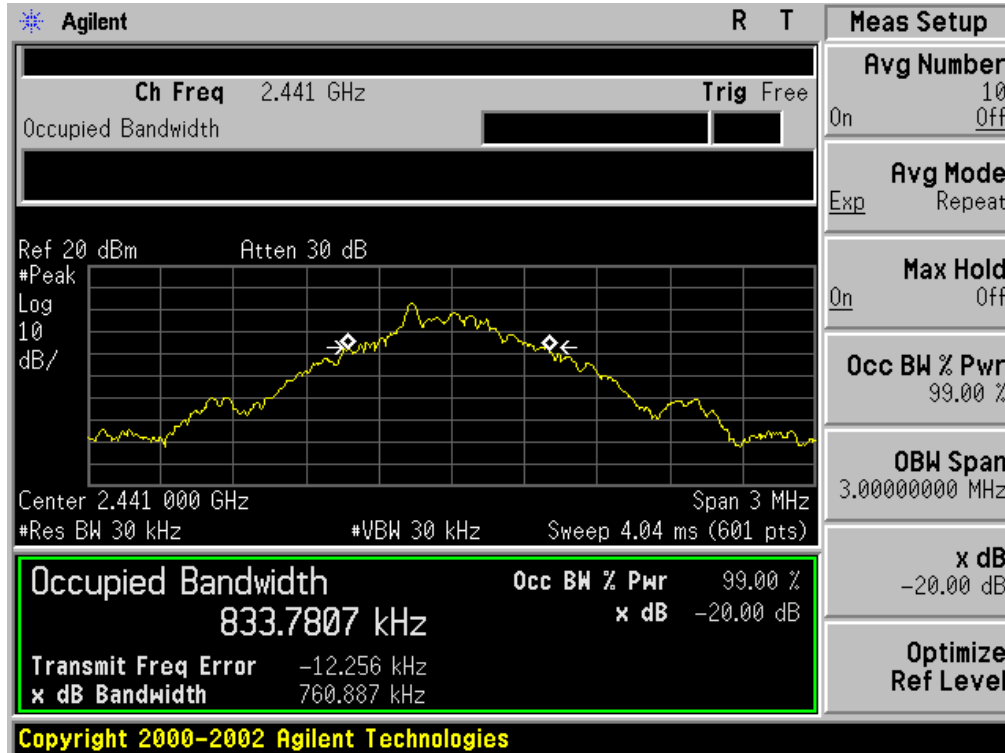 Agilent R T Meas Setup
Ch Freq 2.441 GHz Trig Free
Occupied Bandwidth
Ref 20 dBm Atten 30 dB
#Peak
Log
10
dB/
Center 2.441 000 GHz Span 3 MHz
#Res BW 30 kHz #VBW 30 kHz Sweep 4.04 ms (601 pts)
Occupied Bandwidth
833.7807 kHz
Occ BW % Pwr 99.00 %
x dB -20.00 dB
Transmit Freq Error -12.256 kHz
x dB Bandwidth 760.887 kHz
Avg Number
10
On Off
Avg Mode
Exp Repeat
Max Hold
On Off
Occ BW % Pwr
99.00 %
OBW Span
3.00000000 MHz
x dB
-20.00 dB
Optimize
Ref Level
Copyright 2000-2002 Agilent Technologies